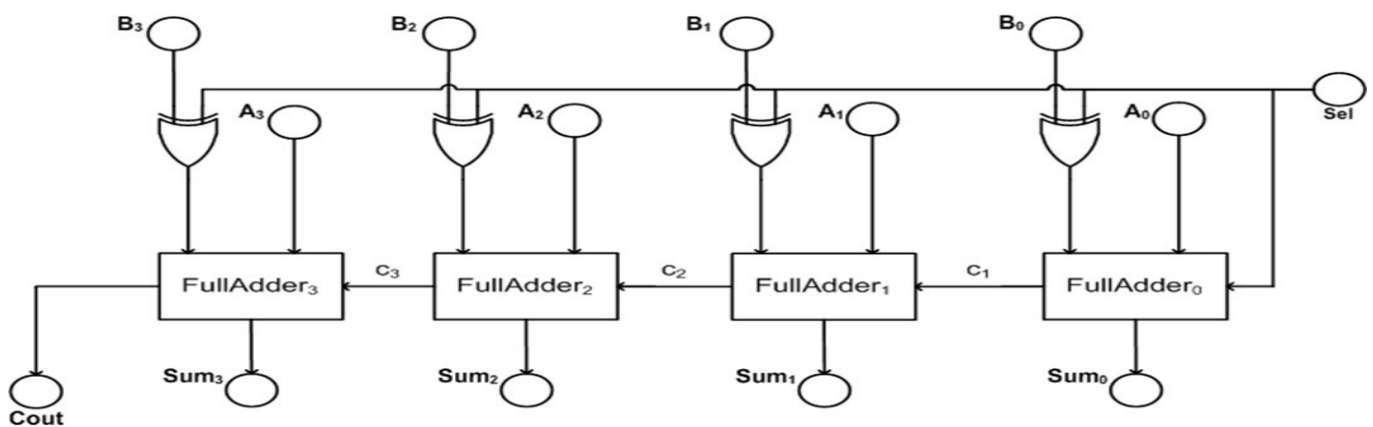 B₃ B₂ B₁ B₀
A₃ A₂ A₁ A₀ Sel
C₃ C₂ C₁
FullAdder₃ FullAdder₂ FullAdder₁ FullAdder₀
Sum₃ Sum₂ Sum₁ Sum₀
Cout